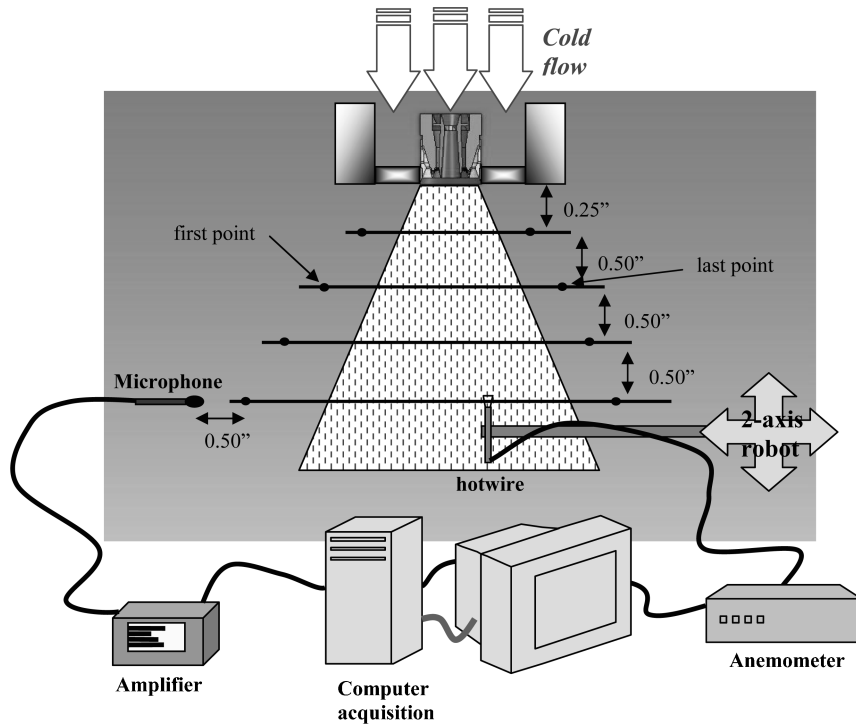 Cold
flow
0.25”
first point
0.50”
last point
0.50”
Microphone
0.50”
0.50”
2-axis
robot
hotwire
Amplifier
Computer
acquisition
Anemometer